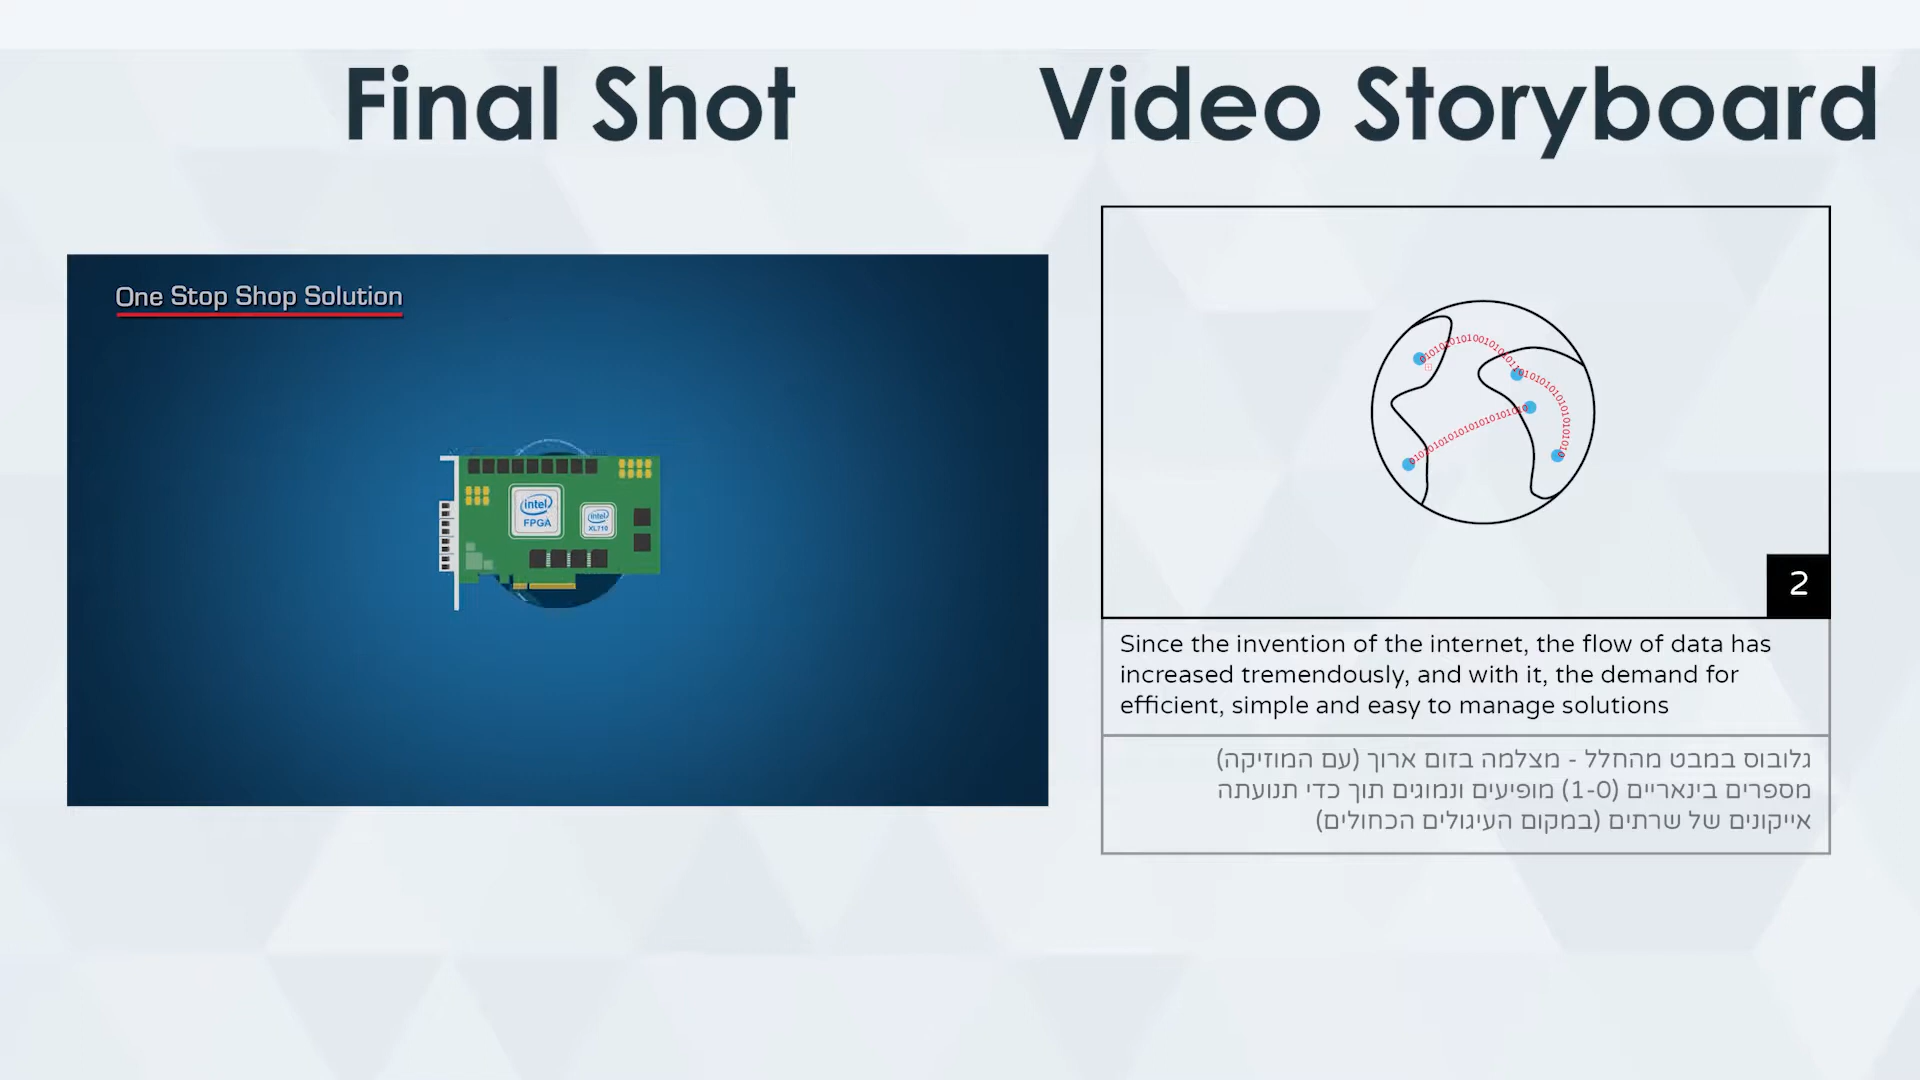 Final Shot
Video Storyboard
One Stop Shop Solution
intel
FPGA
intel
XL710
2
Since the invention of the internet, the flow of data has
increased tremendously, and with it, the demand for
efficient, simple and easy to manage solutions
גלובוס במבט מהחלל - מצלמה בזום ארוך (עם המוזיקה)
מספרים בינאריים (1-0) מופיעים ונמוגים תוך כדי תנועתה
אייקונים של שרתים (במקום העיגולים הכחולים)